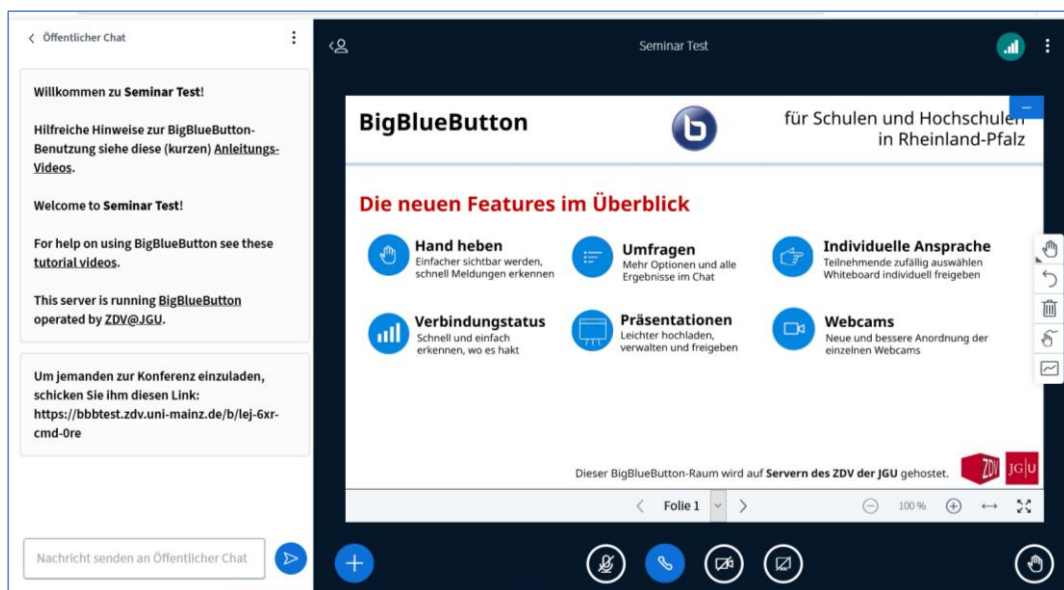 Öffentlicher Chat
Willkommen zu Seminar Test!
Hilfreiche Hinweise zur BigBlueButton-
Benutzung siehe diese (kurzen) Anleitungs-
Videos.
Welcome to Seminar Test!
For help on using BigBlueButton see these
tutorial videos.
This server is running BigBlueButton
operated by ZDV@JGU.
Um jemanden zur Konferenz einzuladen,
schicken Sie ihm diesen Link:
https://bbbtest.zdv.uni-mainz.de/b/lej-6xr-
cmd-0re
Nachricht senden an Öffentlicher Chat
Seminar Test
BigBlueButton
b
für Schulen und Hochschulen
in Rheinland-Pfalz
Die neuen Features im Überblick
Hand heben
Einfacher sichtbar werden,
schnell Meldungen erkennen
Umfragen
Mehr Optionen und alle
Ergebnisse im Chat
Individuelle Ansprache
Teilnehmende zufällig auswählen
Whiteboard individuell freigeben
Verbindungstatus
Schnell und einfach
erkennen, wo es hakt
Präsentationen
Leichter hochladen,
verwalten und freigeben
Webcams
Neue und bessere Anordnung der
einzelnen Webcams
Dieser BigBlueButton-Raum wird auf Servern des ZDV der JGU gehostet.
ZDV
JG|U
Folie 1
100 %